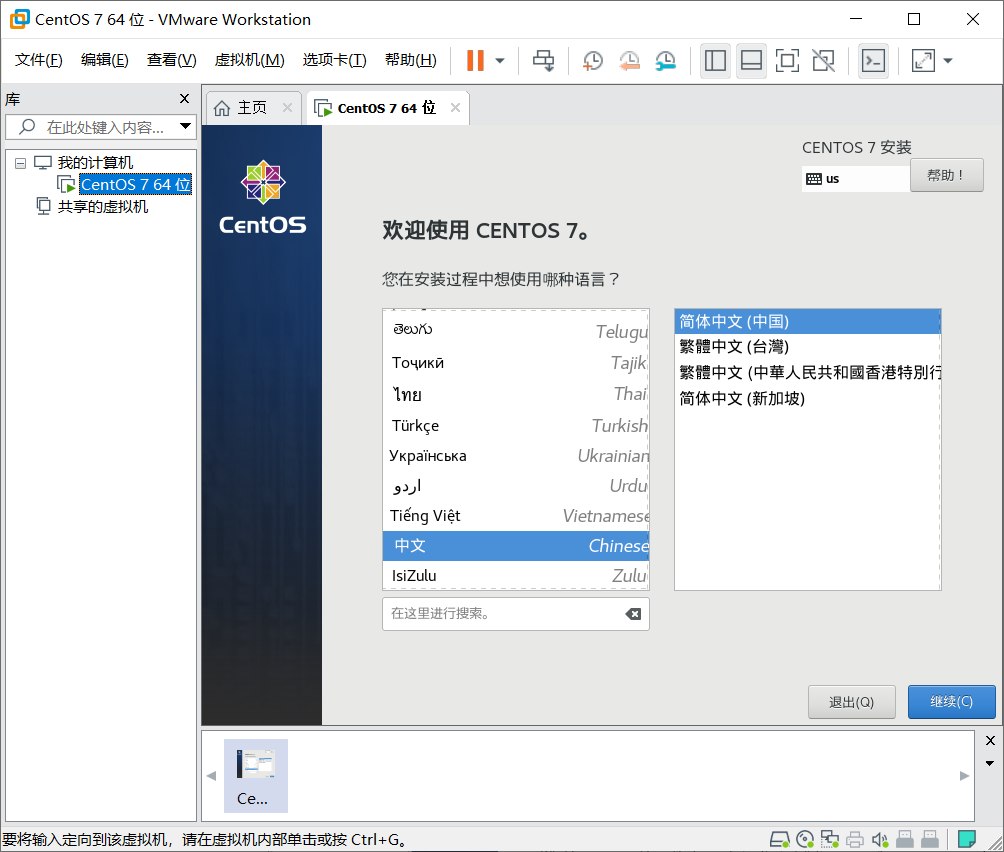 CentOS 7 64 位 - VMware Workstation
文件(F) 编辑(E) 查看(V) 虚拟机(M) 选项卡(T) 帮助(H)
库
在此处键入内容...
我的计算机
CentOS 7 64 位
共享的虚拟机
主页 CentOS 7 64 位
CentOS
CENTOS 7 安装
us 帮助！
欢迎使用 CENTOS 7。
您在安装过程中想使用哪种语言？
తెలుగు Telugu
Тоҷикӣ Tajik
ไทย Thai
Türkçe Turkish
Українська Ukrainian
اردو Urdu
Tiếng Việt Vietnamese
中文 Chinese
IsiZulu Zulu
简体中文 (中国)
繁體中文 (台灣)
繁體中文 (中華人民共和國香港特別行
简体中文 (新加坡)
在这里进行搜索。
退出(Q) 继续(C)
Ce...
要将输入定向到该虚拟机，请在虚拟机内部单击或按 Ctrl+G。